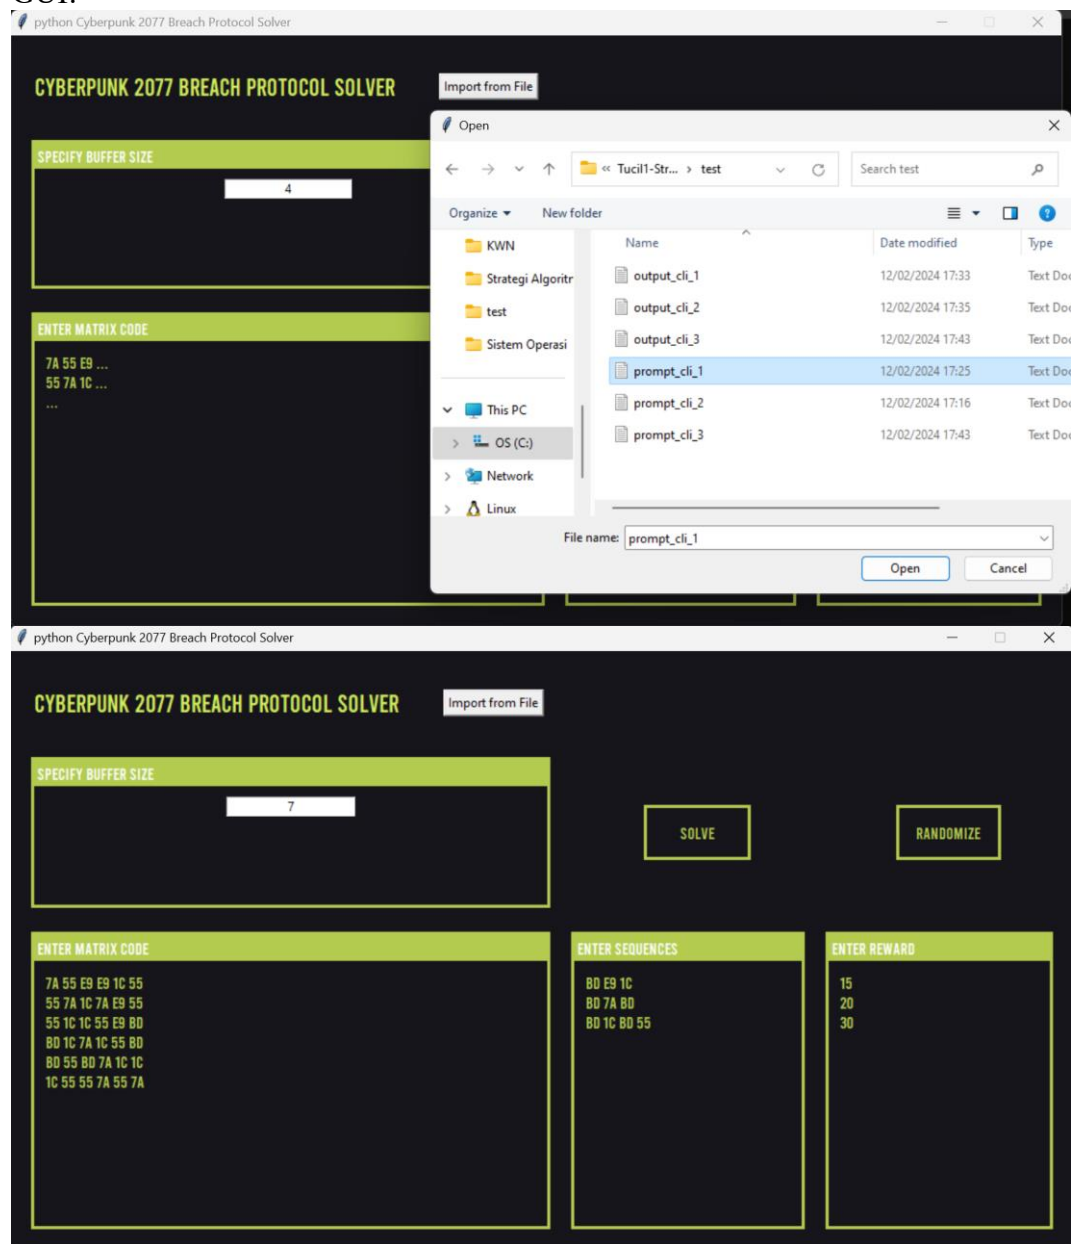 GUI.
python Cyberpunk 2077 Breach Protocol Solver
CYBERPUNK 2077 BREACH PROTOCOL SOLVER
Import from File
SPECIFY BUFFER SIZE
4
ENTER MATRIX CODE
7A 55 E9 ...
55 7A 1C ...
...
Open
« Tucil1-Str... › test
Search test
Organize
New folder
KWN
Strategi Algoritr
test
Sistem Operasi
This PC
OS (C:)
Network
Linux
Name Date modified Type
output_cli_1 12/02/2024 17:33 Text Doc
output_cli_2 12/02/2024 17:35 Text Doc
output_cli_3 12/02/2024 17:43 Text Doc
prompt_cli_1 12/02/2024 17:25 Text Doc
prompt_cli_2 12/02/2024 17:16 Text Doc
prompt_cli_3 12/02/2024 17:43 Text Doc
File name: prompt_cli_1
Open Cancel
python Cyberpunk 2077 Breach Protocol Solver
CYBERPUNK 2077 BREACH PROTOCOL SOLVER
Import from File
SPECIFY BUFFER SIZE
7
SOLVE
RANDOMIZE
ENTER MATRIX CODE
7A 55 E9 E9 1C 55
55 7A 1C 7A E9 55
55 1C 1C 55 E9 BD
BD 1C 7A 1C 55 BD
BD 55 BD 7A 1C 1C
1C 55 55 7A 55 7A
ENTER SEQUENCES
BD E9 1C
BD 7A BD
BD 1C BD 55
ENTER REWARD
15
20
30